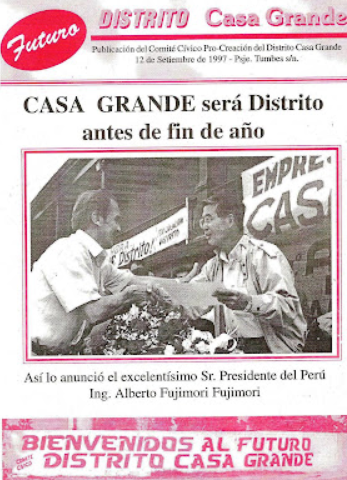 Futuro
DISTRITO Casa Grande
Publicación del Comité Cívico Pro-Creación del Distrito Casa Grande
12 de Setiembre de 1997 - Psje. Tumbes s/n.
CASA GRANDE será Distrito
antes de fin de año
EMPRE
CAS
Distrito!
Así lo anunció el excelentísimo Sr. Presidente del Perú
Ing. Alberto Fujimori Fujimori
BIENVENIDOS AL FUTURO
DISTRITO CASA GRANDE